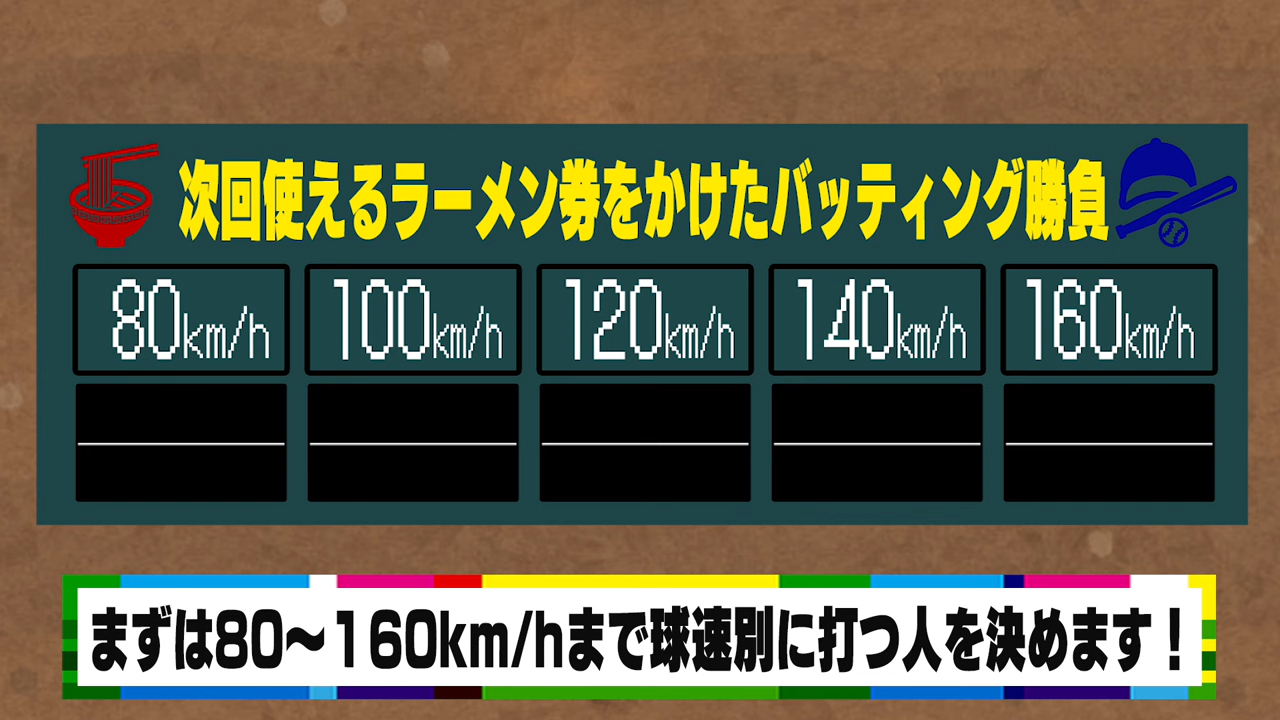 次回使えるラーメン券をかけたバッティング勝負
80km/h 100km/h 120km/h 140km/h 160km/h
まずは80～160km/hまで球速別に打つ人を決めます！